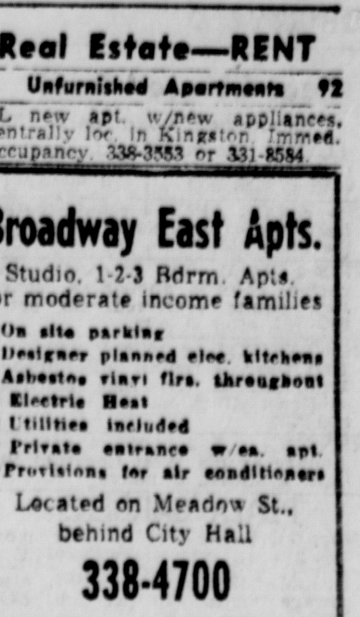 Real Estate—RENT
Unfurnished Apartments 92
L new apt. w/new appliances,
entrally loc. in Kingston. Immed.
ccupancy. 338-3553 or 331-8584
Broadway East Apts.
Studio, 1-2-3 Bdrm. Apts.
r moderate income families
On site parking
Designer planned elec. kitchens
Asbestos vinyl flrs. throughout
Electric Heat
Utilities included
Private entrance w/ea. apt.
Provisions for air conditioners
Located on Meadow St.,
behind City Hall
338-4700